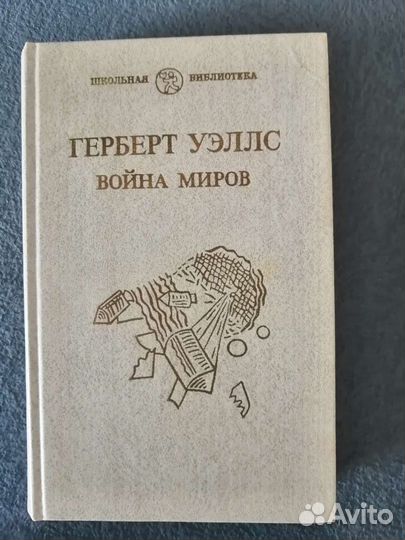 ШКОЛЬНАЯ БИБЛИОТЕКА
ГЕРБЕРТ УЭЛЛС
ВОЙНА МИРОВ
Avito